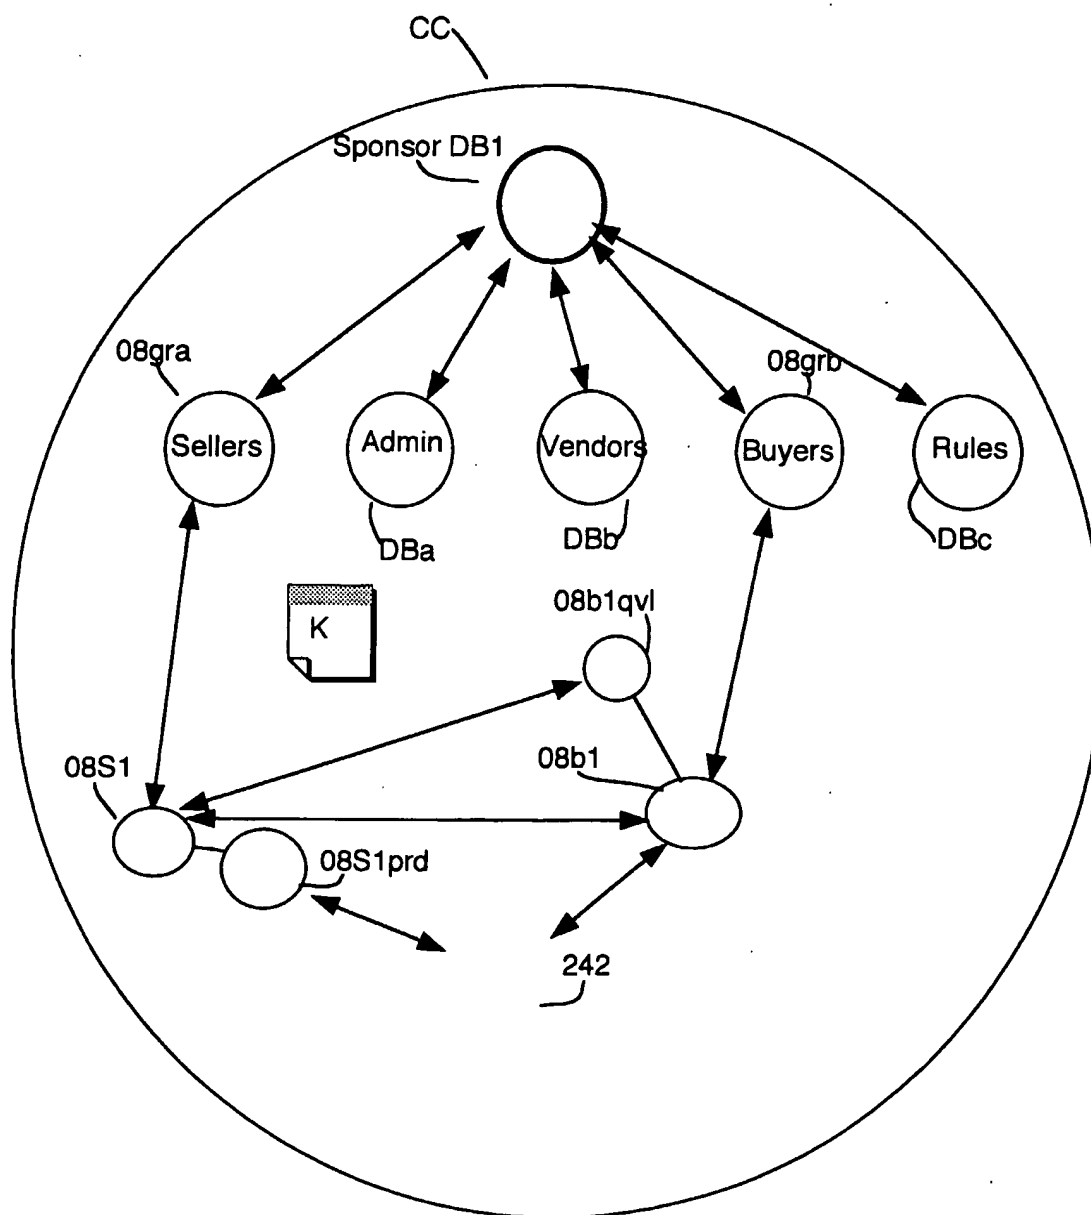 CC
Sponsor DB1
08gra
08grb
Sellers
Admin
Vendors
Buyers
Rules
DBa
DBb
DBc
K
08b1qvl
08S1
08b1
08S1prd
242